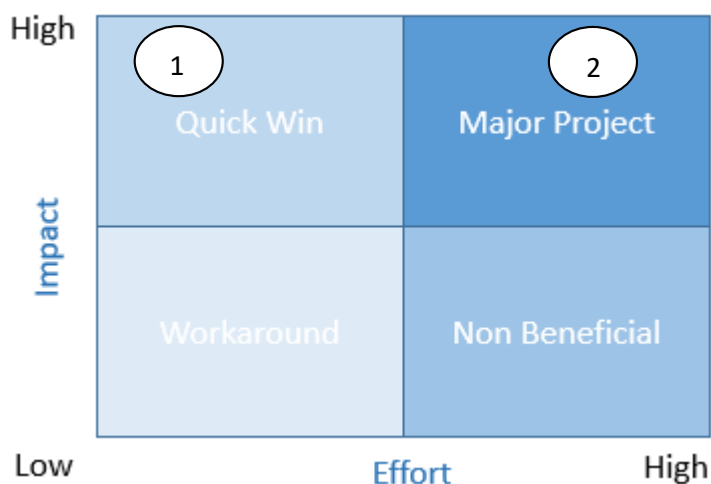 High
1
2
Quick Win
Major Project
Impact
Workaround
Non Beneficial
Low
Effort
High